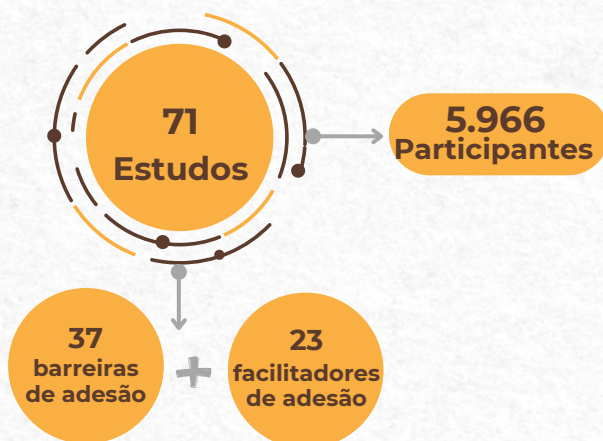 71
Estudos
5.966
Participantes
37
barreiras
de adesão
23
facilitadores
de adesão